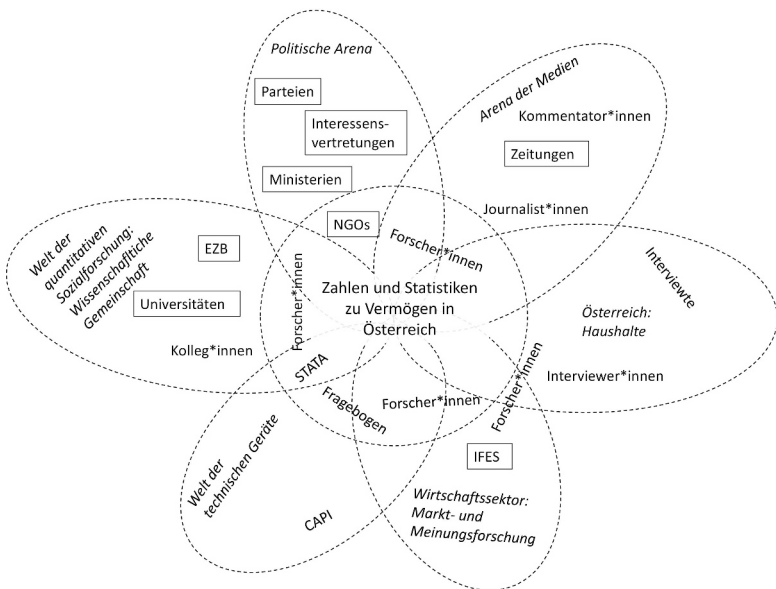 Politische Arena
Parteien
Interessens-
vertretungen
Ministerien
NGOs
Arena der Medien
Kommentator*innen
Zeitungen
Journalist*innen
Forscher*innen
Welt der
quantitativen
Sozialforschung:
Wissenschaftliche
Gemeinschaft
EZB
Universitäten
Kolleg*innen
Forscher*innen
Zahlen und Statistiken
zu Vermögen in
Österreich
Interviewte
Österreich:
Haushalte
Interviewer*innen
Forscher*innen
STATA
Fragebogen
Forscher*innen
Welt der
technischen Geräte
CAPI
IFES
Wirtschaftssektor:
Markt- und
Meinungsforschung